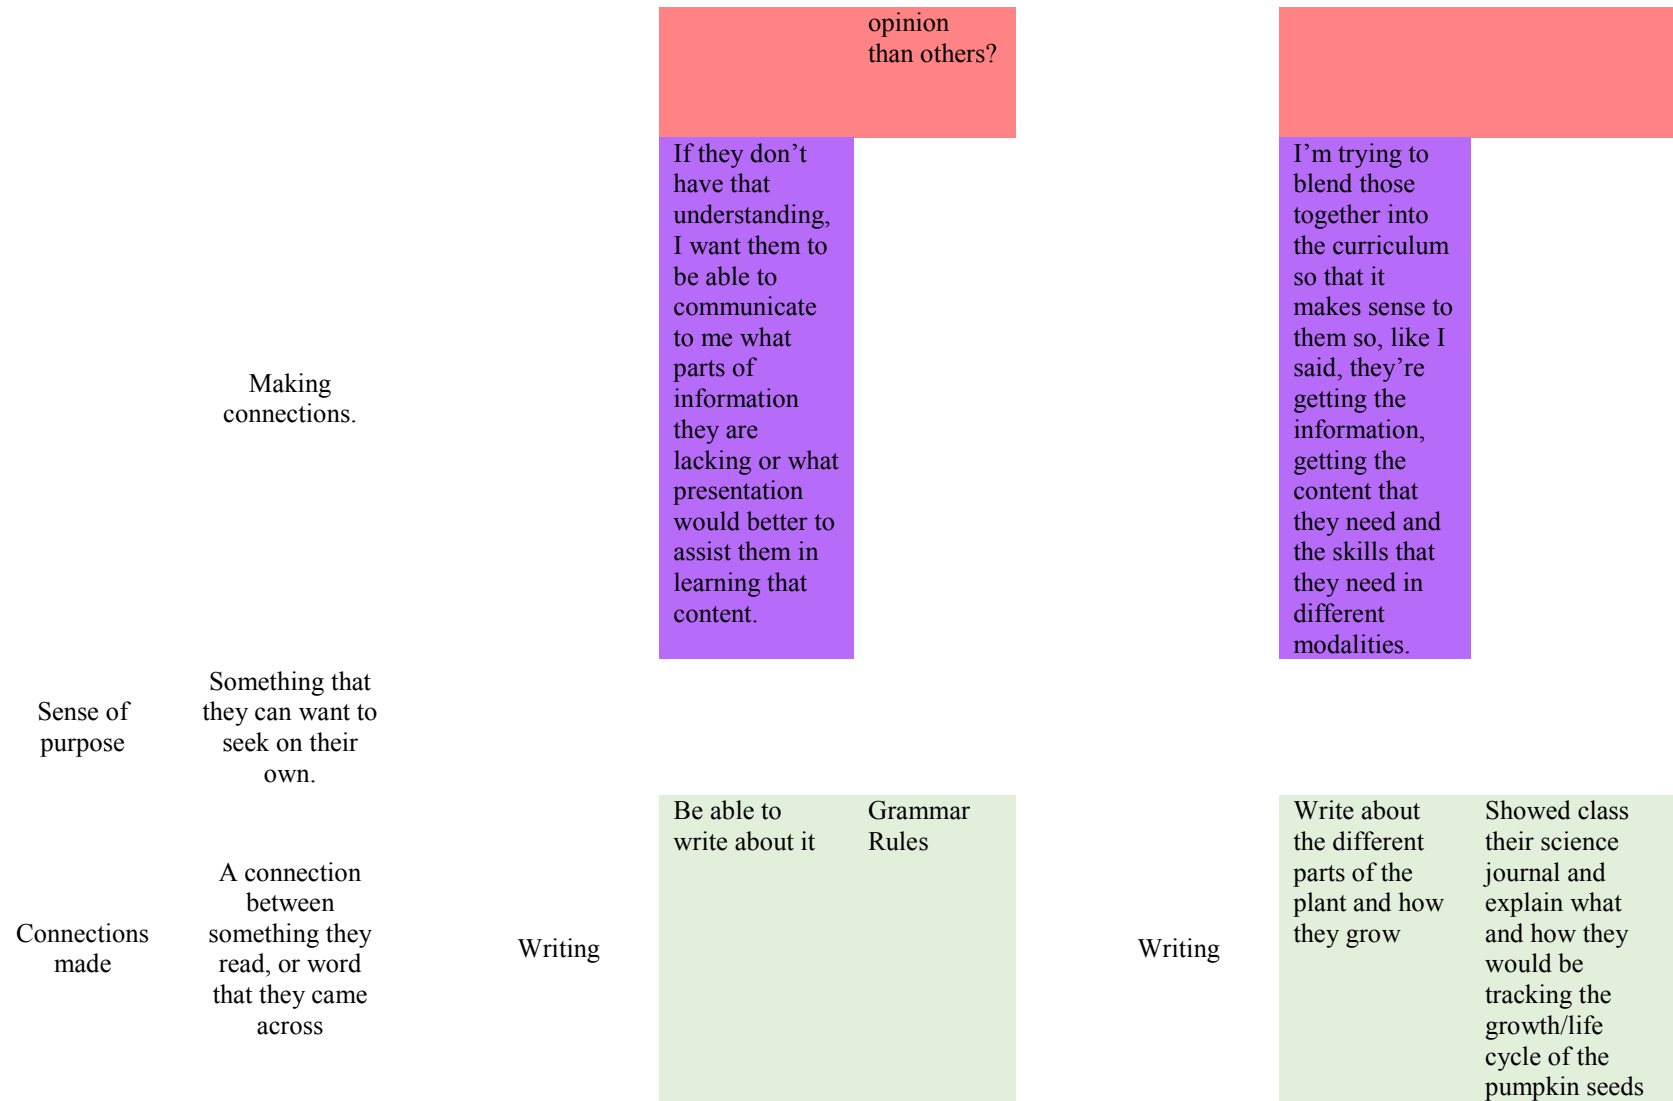 opinion
than others?
Making
connections.
If they don’t
have that
understanding,
I want them to
be able to
communicate
to me what
parts of
information
they are
lacking or what
presentation
would better to
assist them in
learning that
content.
I’m trying to
blend those
together into
the curriculum
so that it
makes sense to
them so, like I
said, they’re
getting the
information,
getting the
content that
they need and
the skills that
they need in
different
modalities.
Sense of
purpose
Something that
they can want to
seek on their
own.
Connections
made
A connection
between
something they
read, or word
that they came
across
Writing
Be able to
write about it
Grammar
Rules
Writing
Write about
the different
parts of the
plant and how
they grow
Showed class
their science
journal and
explain what
and how they
would be
tracking the
growth/life
cycle of the
pumpkin seeds